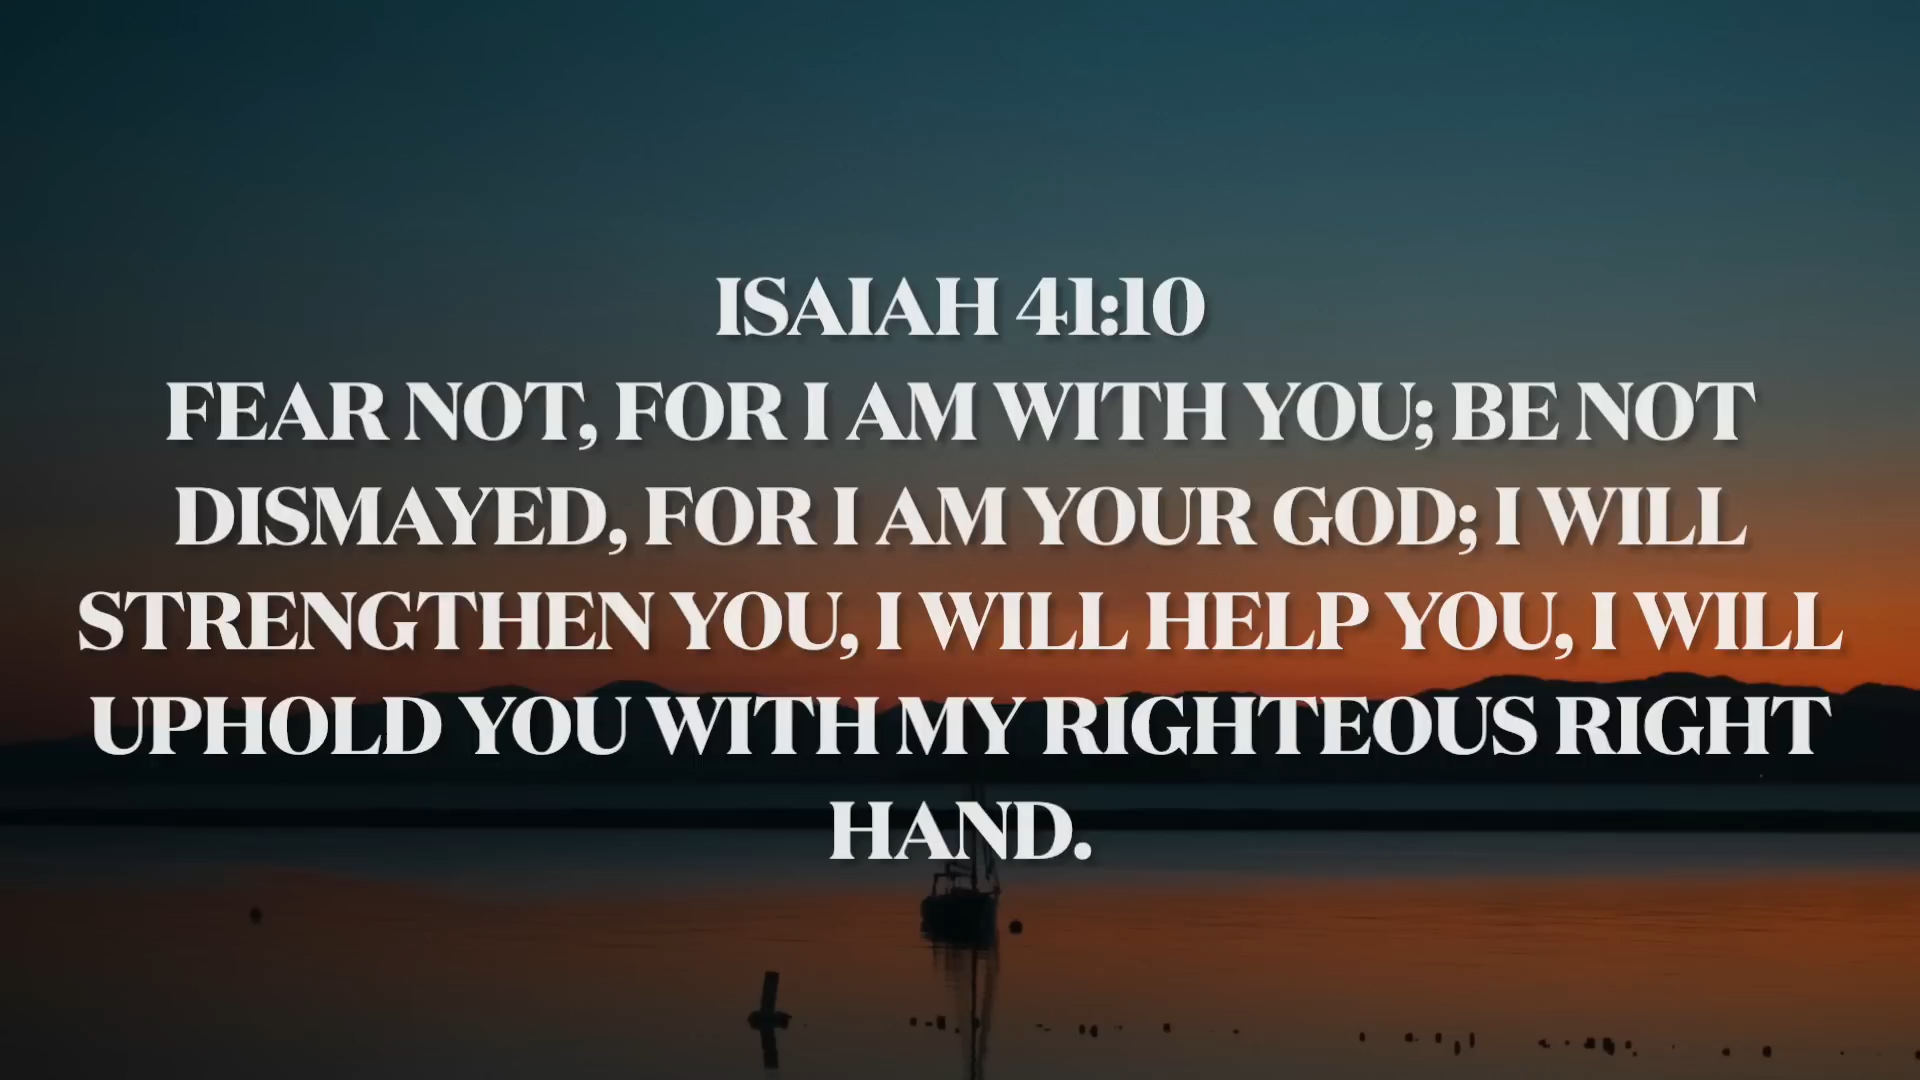 ISAIAH 41:10
FEAR NOT, FOR I AM WITH YOU; BE NOT
DISMAYED, FOR I AM YOUR GOD; I WILL
STRENGTHEN YOU, I WILL HELP YOU, I WILL
UPHOLD YOU WITH MY RIGHTEOUS RIGHT
HAND.